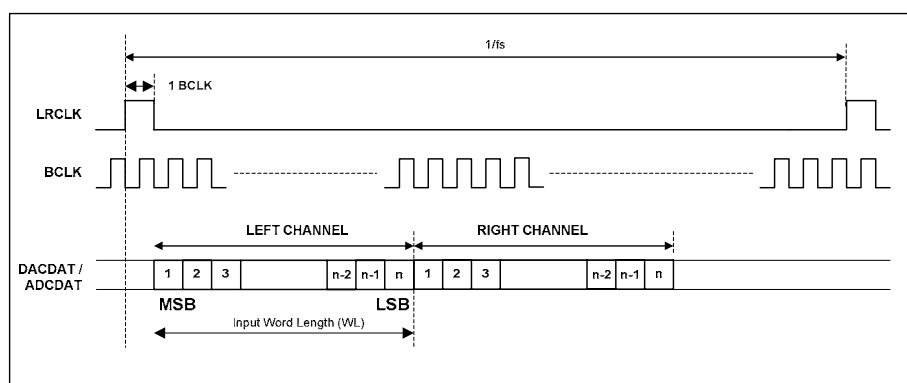 1/fs
1 BCLK
LRCLK
BCLK
LEFT CHANNEL RIGHT CHANNEL
DACDAT /
ADCDAT
1 2 3 n-2 n-1 n 1 2 3 n-2 n-1 n
MSB LSB
Input Word Length (WL)